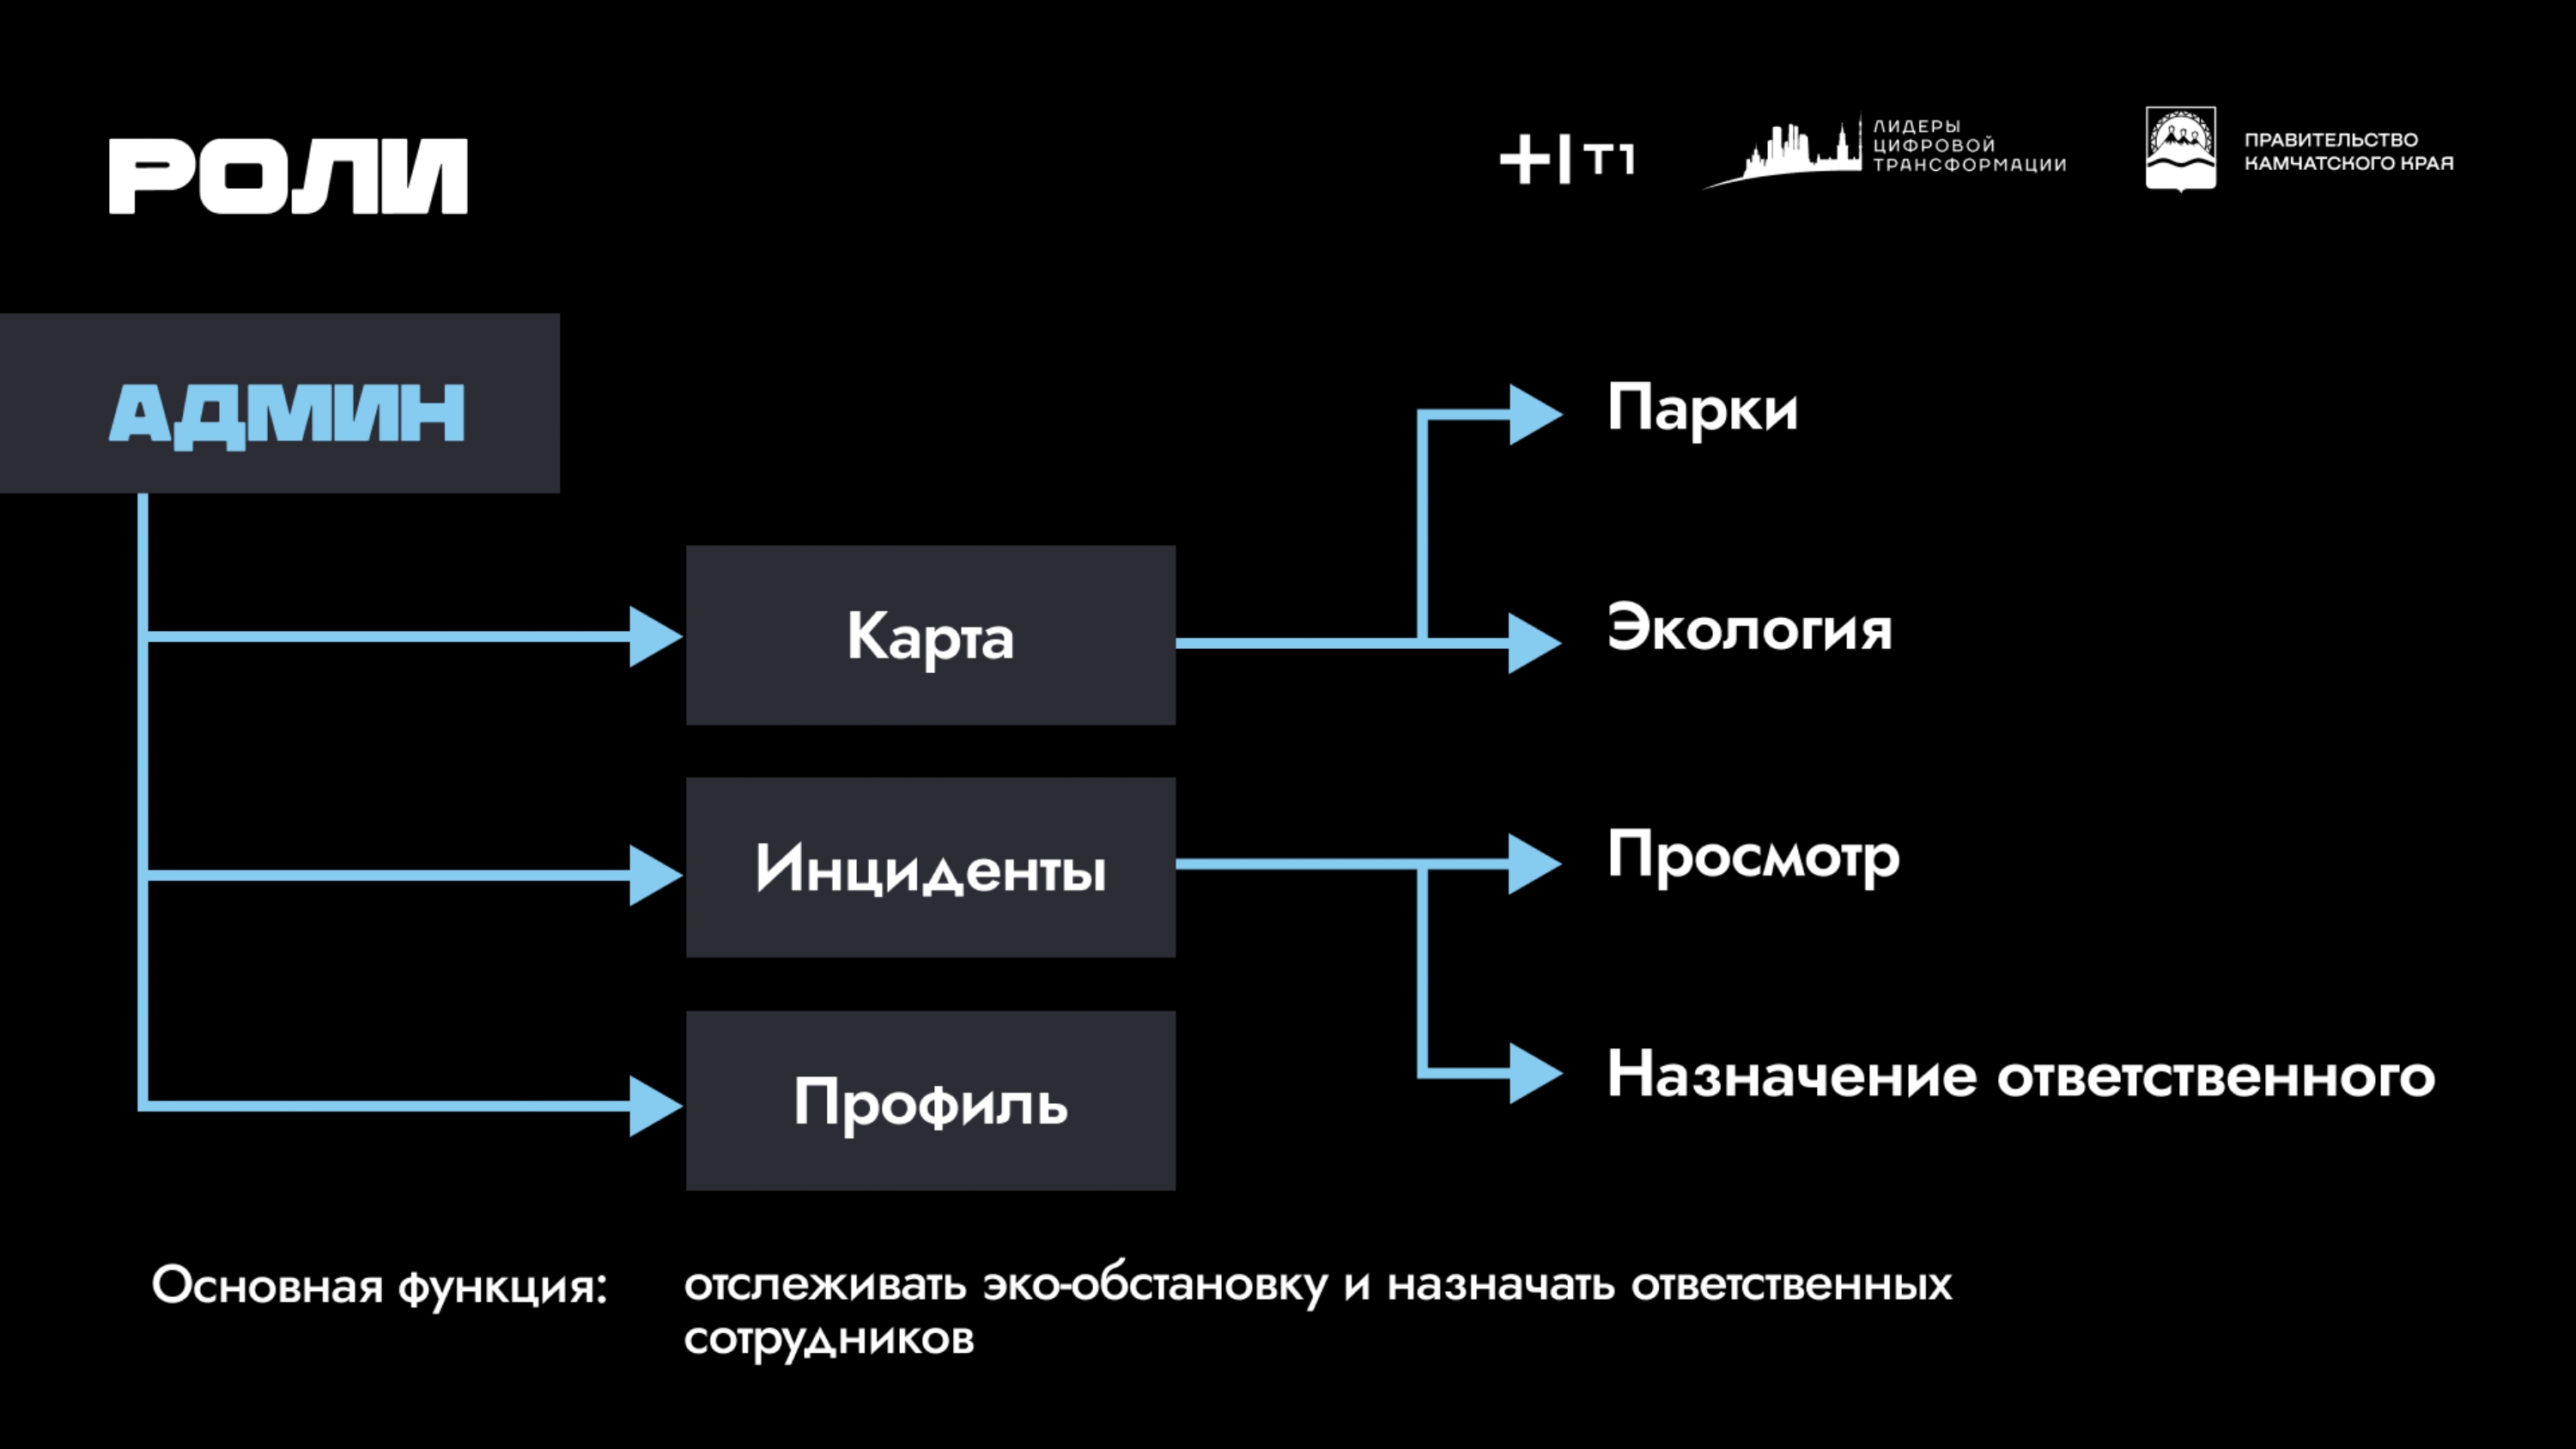 РОЛИ
Т1
ЛИДЕРЫ
ЦИФРОВОЙ
ТРАНСФОРМАЦИИ
ПРАВИТЕЛЬСТВО
КАМЧАТСКОГО КРАЯ
АДМИН
Парки
Карта
Экология
Инциденты
Просмотр
Профиль
Назначение ответственного
Основная функция:
отслеживать эко-обстановку и назначать ответственных
сотрудников